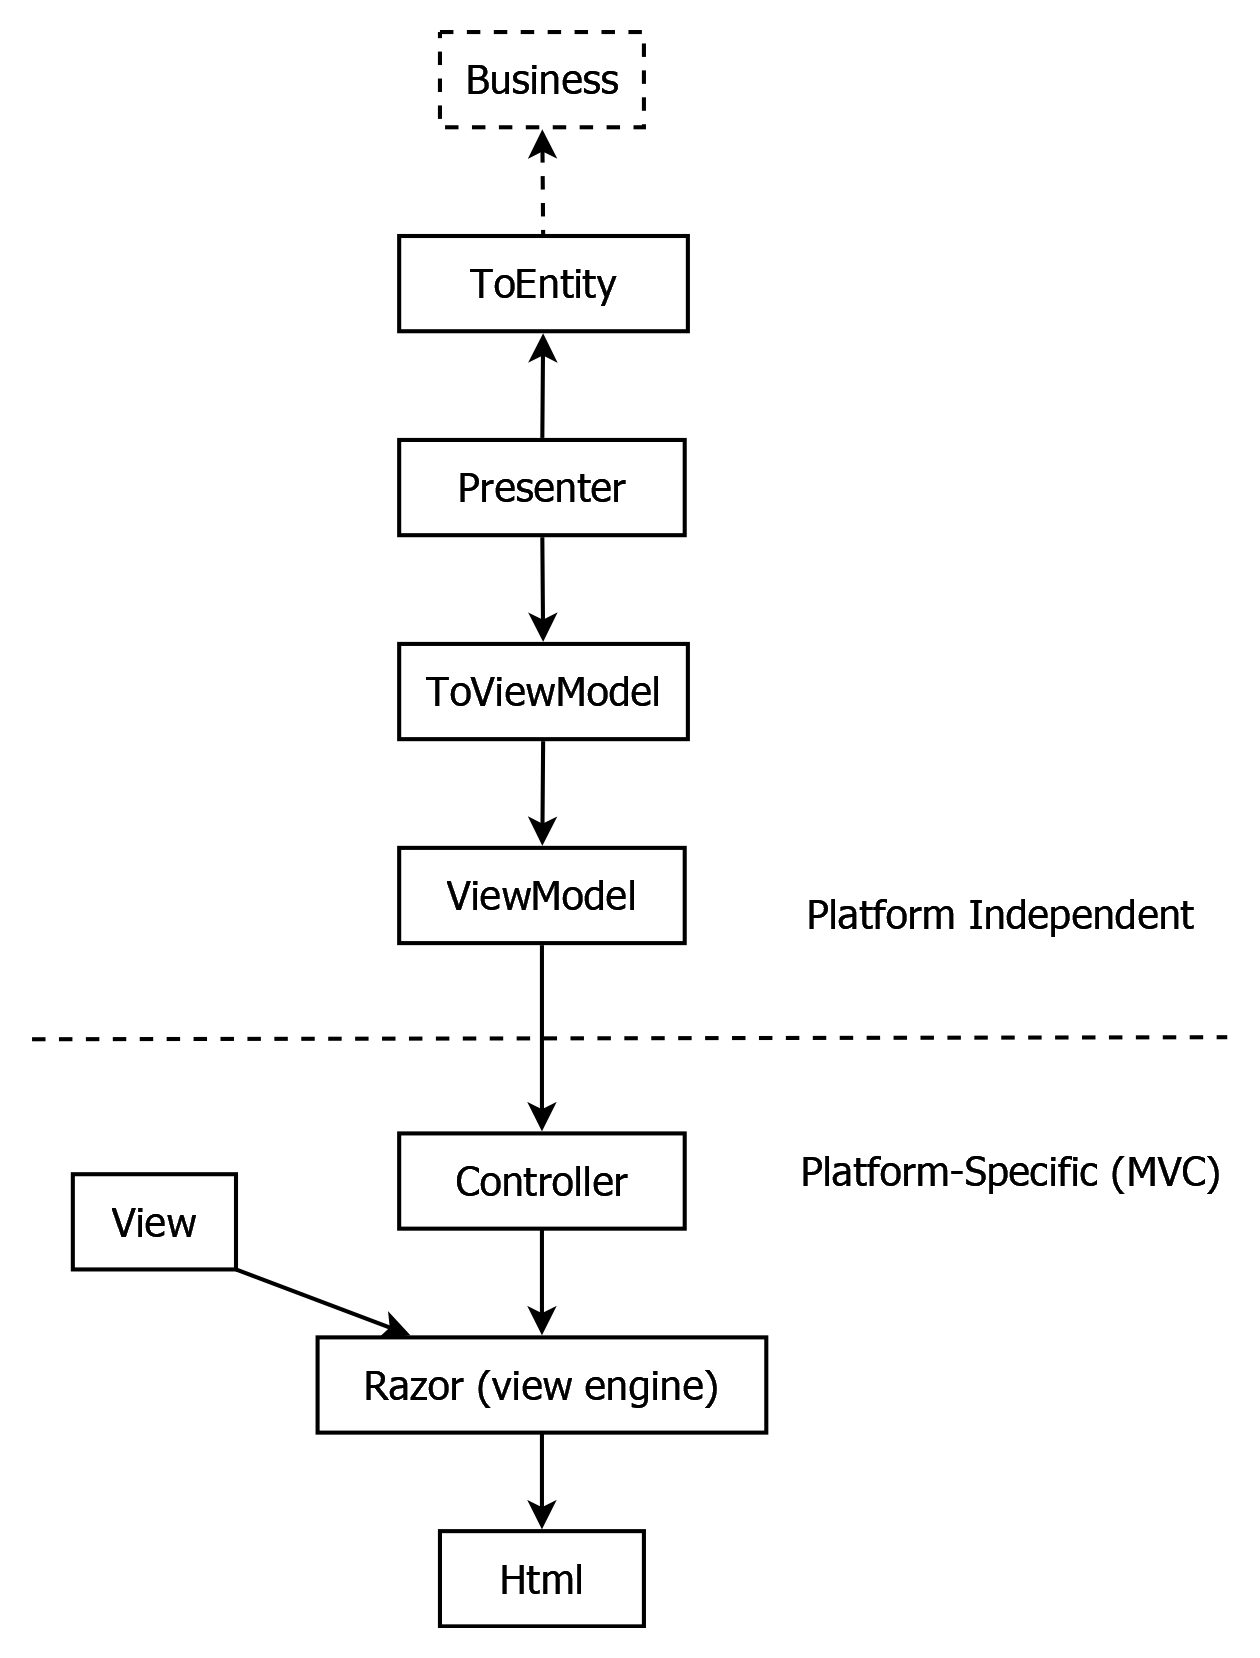 Business
ToEntity
Presenter
ToViewModel
ViewModel
Platform Independent
Controller
Platform-Specific (MVC)
View
Razor (view engine)
Html